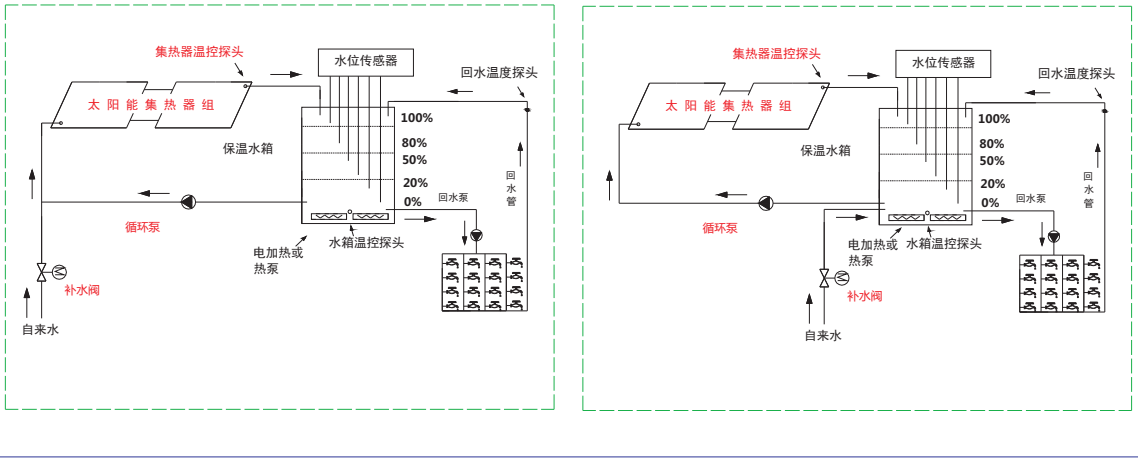 集热器温控探头
水位传感器
回水温度探头
太阳能集热器组
100%
保温水箱
80%
50%
20%
0%
回水泵
回水管
循环泵
水箱温控探头
电加热或
热泵
补水阀
自来水
集热器温控探头
水位传感器
回水温度探头
太阳能集热器组
100%
保温水箱
80%
50%
20%
0%
回水泵
回水管
循环泵
水箱温控探头
电加热或
热泵
补水阀
自来水